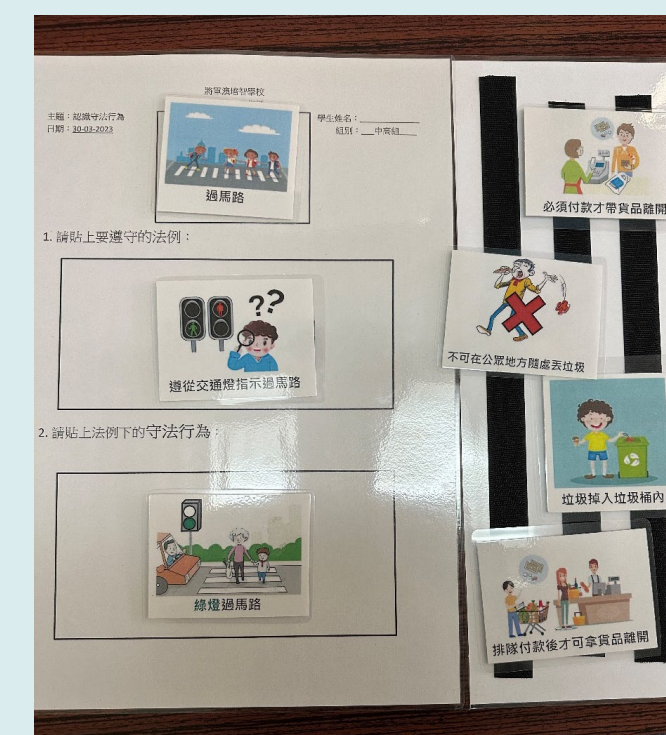 將軍澳培智學校
主題：認識守法行為
日期：30-03-2023
學生姓名：
組別：中高組
過馬路
1. 請貼上要遵守的法例：
??
遵從交通燈指示過馬路
2. 請貼上法例下的守法行為：
綠燈過馬路
必須付款才帶貨品離開
不可在公眾地方隨處丟垃圾
垃圾掉入垃圾桶內
排隊付款後才可拿貨品離開